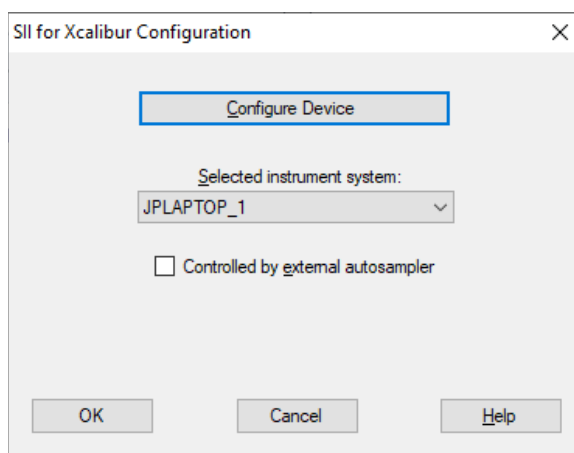 SII for Xcalibur Configuration
Configure Device
Selected instrument system:
JPLAPTOP_1
Controlled by external autosampler
OK Cancel Help